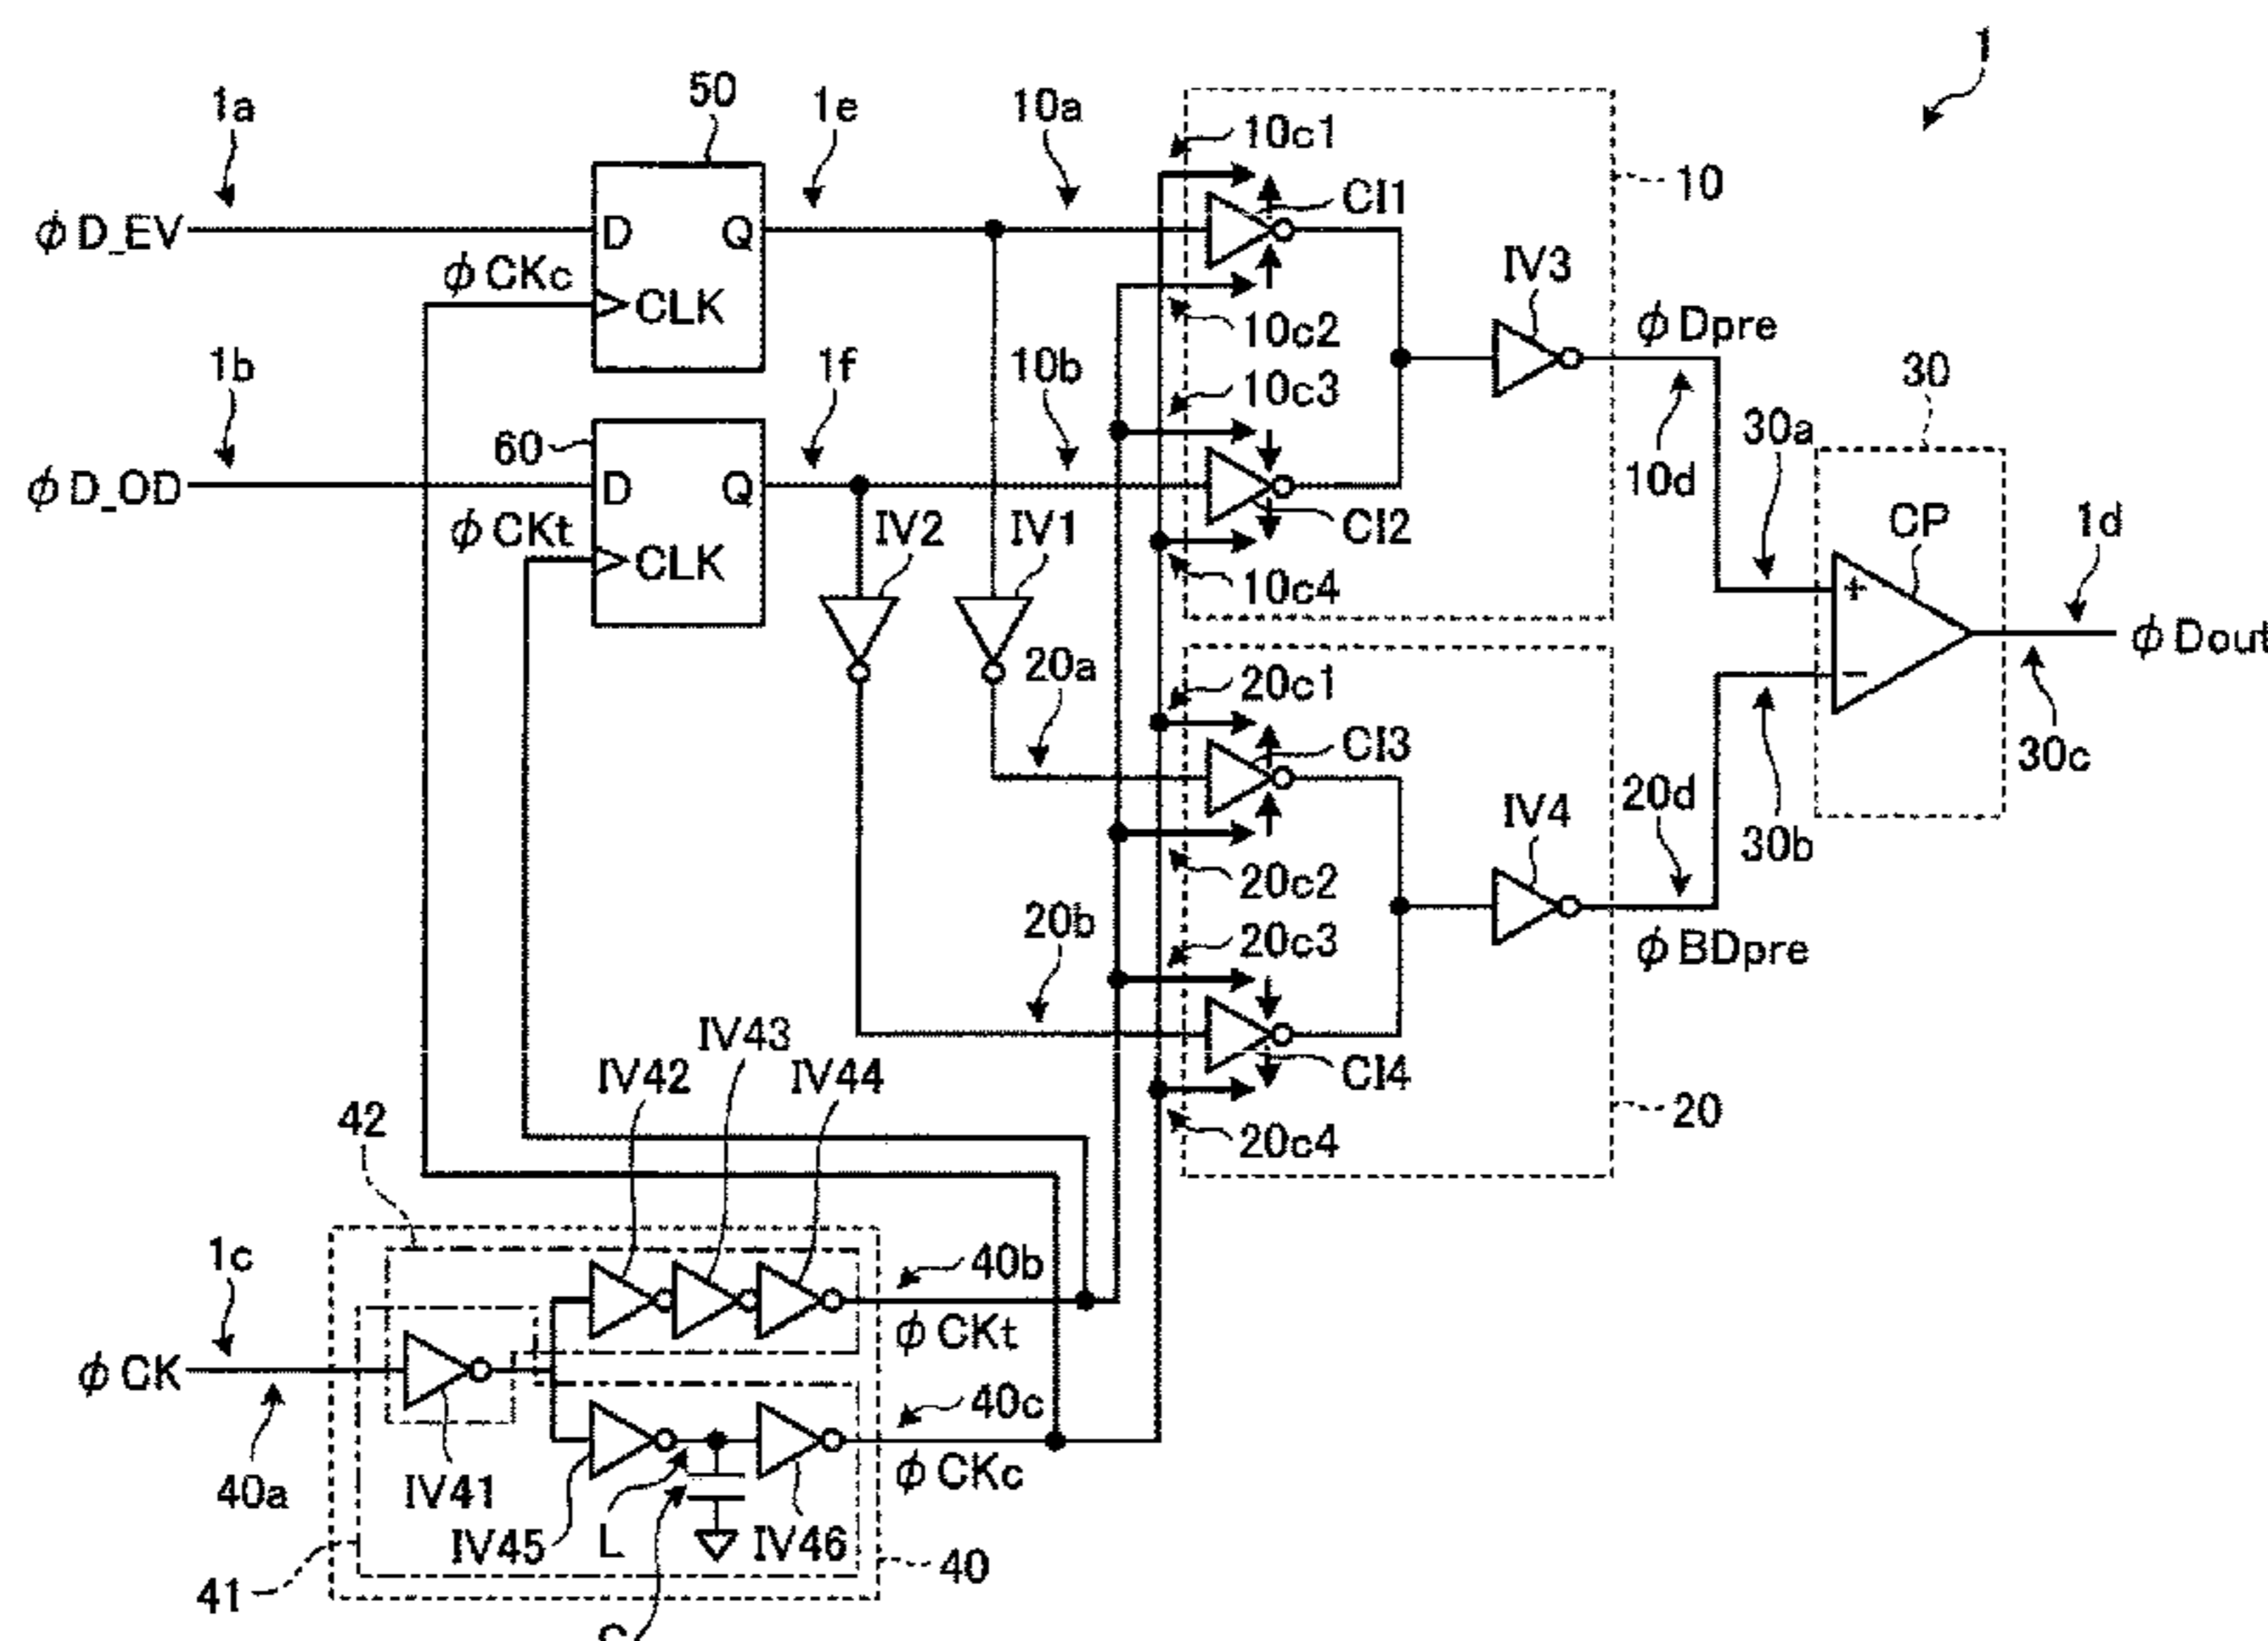 1
1a
50
1e
10a
10c1
CI1
10
φD_EV
D
Q
φCKc
CLK
IV3
10c2
φDpre
1b
1f
10b
10c3
30
60
30a
φD_OD
D
Q
10d
φCKt
CLK
IV2
IV1
CI2
CP
1d
10c4
+
φDout
20a
20c1
−
CI3
30c
20d
IV4
30b
20c2
20b
20c3
φBDpre
IV43
IV42
IV44
CI4
42
20
20c4
1c
40b
φCKt
φCK
40c
40a
IV41
φCKc
IV45
L
IV46
40
41